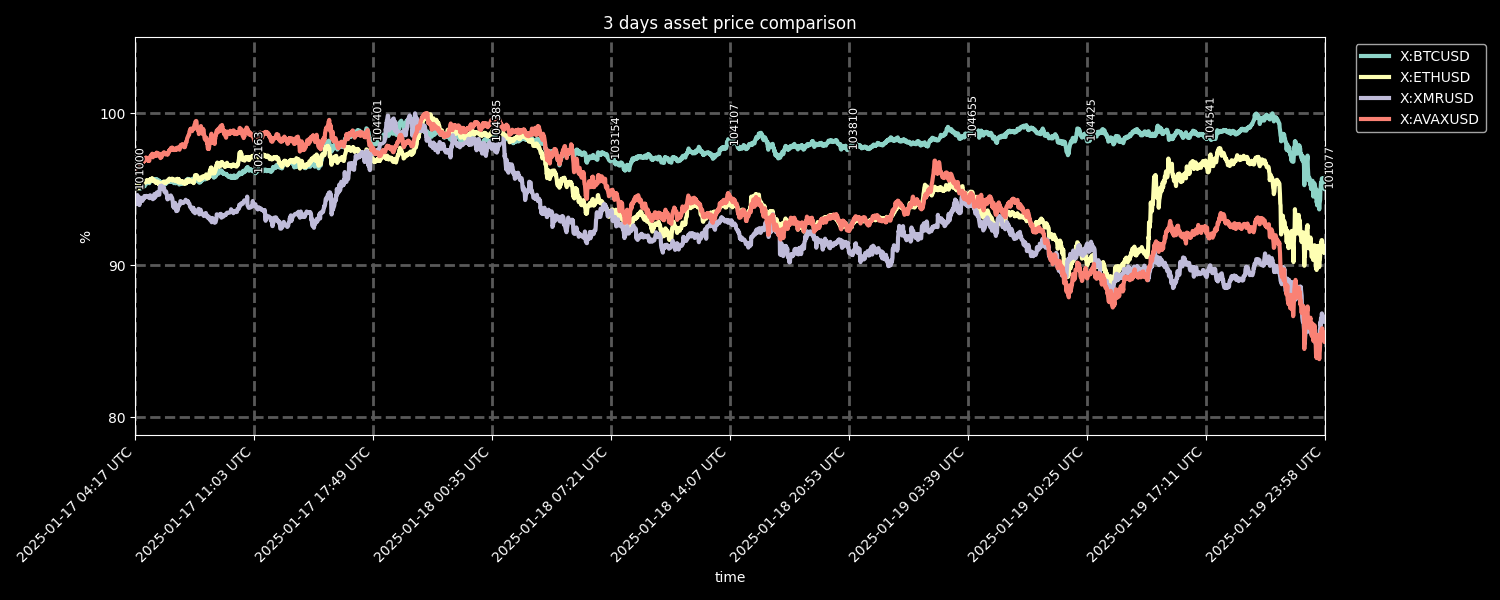 3 days asset price comparison
X:BTCUSD
X:ETHUSD
X:XMRUSD
X:AVAXUSD
100
90
80
%
101000
102163
104401
104385
103154
104107
103810
104655
104425
104541
101077
2025-01-17 04:17 UTC
2025-01-17 11:03 UTC
2025-01-17 17:49 UTC
2025-01-18 00:35 UTC
2025-01-18 07:21 UTC
2025-01-18 14:07 UTC
2025-01-18 20:53 UTC
2025-01-19 03:39 UTC
2025-01-19 10:25 UTC
2025-01-19 17:11 UTC
2025-01-19 23:58 UTC
time